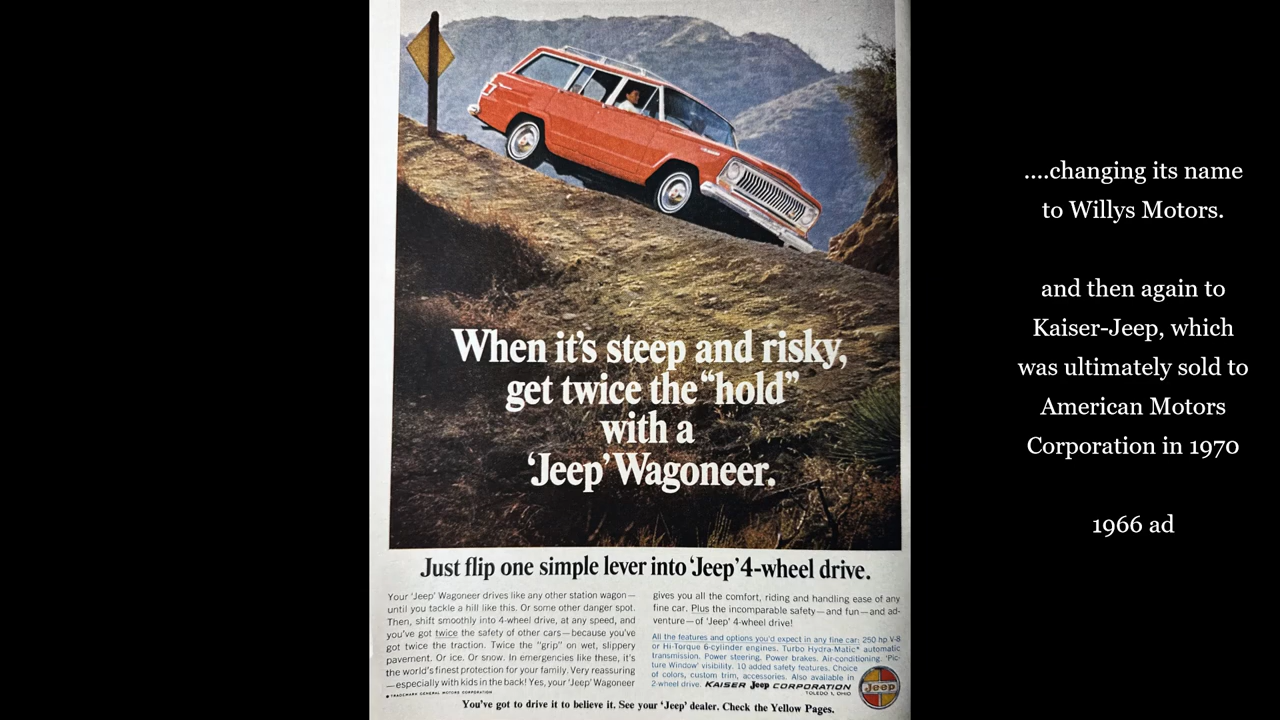 When it's steep and risky,
get twice the “hold”
with a
‘Jeep’ Wagoneer.
Just flip one simple lever into ‘Jeep’ 4-wheel drive.
Your ‘Jeep’ Wagoneer drives like any other station wagon—
until you tackle a hill like this. Or some other danger spot.
Then, shift smoothly into 4-wheel drive, at any speed, and
you've got twice the safety of other cars—because you've
got twice the traction. Twice the “grip” on wet, slippery
pavement. Or ice. Or snow. In emergencies like these, it's
the world's finest protection for your family. Very reassuring
—especially with kids in the back! Yes, your ‘Jeep’ Wagoneer
gives you all the comfort, riding and handling ease of any
fine car. Plus the incomparable safety—and fun—and ad-
venture—of ‘Jeep’ 4-wheel drive!
All the features and options you'd expect in any fine car: 250 hp V-8
or Hi-Torque 6-cylinder engines. Turbo Hydra-Matic* automatic
transmission. Power steering. Power brakes. Air-conditioning. ‘Pic-
ture Window’ visibility. 10 added safety features. Choice
of colors, custom trim, accessories. Also available in
2-wheel drive. KAISER Jeep CORPORATION
TOLEDO 1, OHIO
Jeep
TRADEMARK GENERAL MOTORS CORPORATION
You've got to drive it to believe it. See your ‘Jeep’ dealer. Check the Yellow Pages.
....changing its name
to Willys Motors.
and then again to
Kaiser-Jeep, which
was ultimately sold to
American Motors
Corporation in 1970
1966 ad